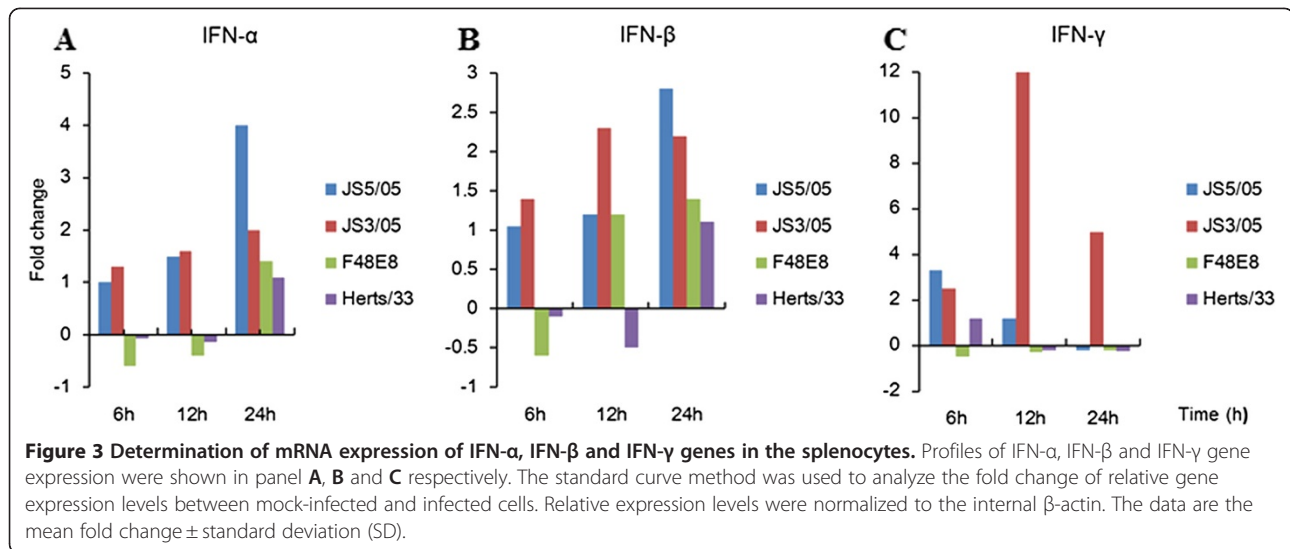 A
IFN-α
B
IFN-β
C
IFN-γ
Fold change
5
4
3
2
1
0
-1
6h
12h
24h
JS5/05
JS3/05
F48E8
Herts/33
3
2.5
2
1.5
1
0.5
0
-0.5
-1
6h
12h
24h
JS5/05
JS3/05
F48E8
Herts/33
12
10
8
6
4
2
0
-2
6h
12h
24h
Time (h)
JS5/05
JS3/05
F48E8
Herts/33
Figure 3 Determination of mRNA expression of IFN-α, IFN-β and IFN-γ genes in the splenocytes. Profiles of IFN-α, IFN-β and IFN-γ gene
expression were shown in panel A, B and C respectively. The standard curve method was used to analyze the fold change of relative gene
expression levels between mock-infected and infected cells. Relative expression levels were normalized to the internal β-actin. The data are the
mean fold change ± standard deviation (SD).